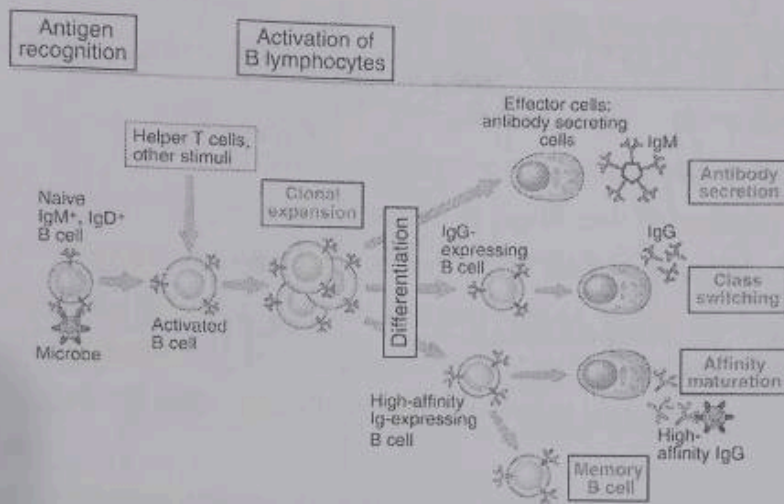 Antigen
recognition
Activation of
B lymphocytes
Helper T cells,
other stimuli
Naive
IgM⁺, IgD⁺
B cell
Microbe
Activated
B cell
Clonal
expansion
Differentiation
Effector cells:
antibody secreting
cells
IgM
Antibody
secretion
IgG-
expressing
B cell
IgG
Class
switching
High-affinity
Ig-expressing
B cell
Affinity
maturation
High-
affinity IgG
Memory
B cell